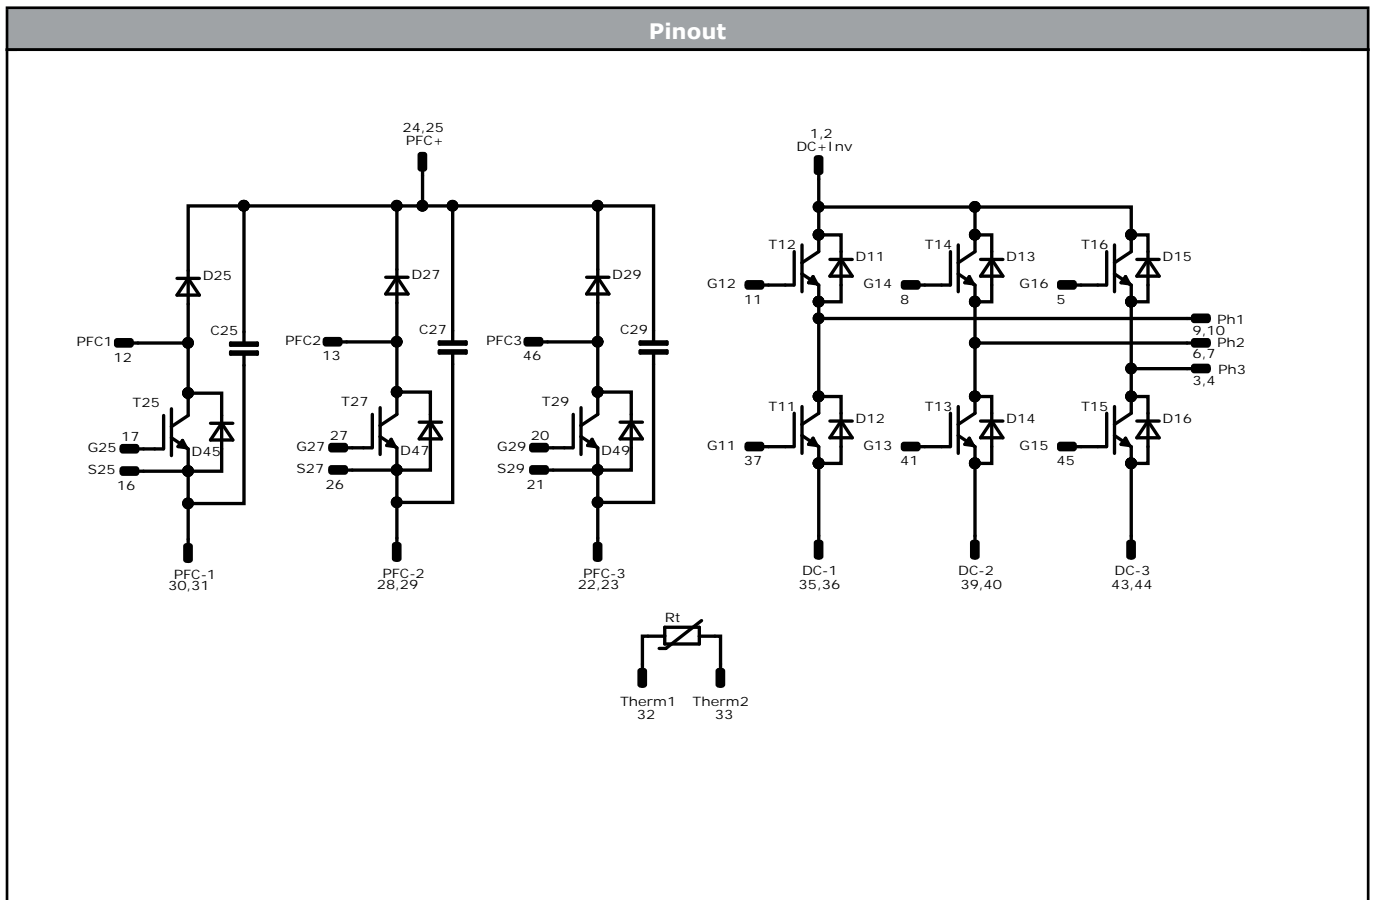 Pinout
24,25
PFC+
1,2
DC+Inv
T12
D11
T14
D13
T16
D15
D25
D27
D29
G12
11
G14
8
G16
5
Ph1
9,10
Ph2
6,7
Ph3
3,4
PFC1
12
C25
PFC2
13
C27
PFC3
46
C29
T25
T27
T29
T11
D12
T13
D14
T15
D16
G25
17
D45
G27
27
D47
G29
20
D49
G11
37
G13
41
G15
45
S25
16
S27
26
S29
21
PFC-1
30,31
PFC-2
28,29
PFC-3
22,23
DC-1
35,36
DC-2
39,40
DC-3
43,44
Rt
Therm1
32
Therm2
33